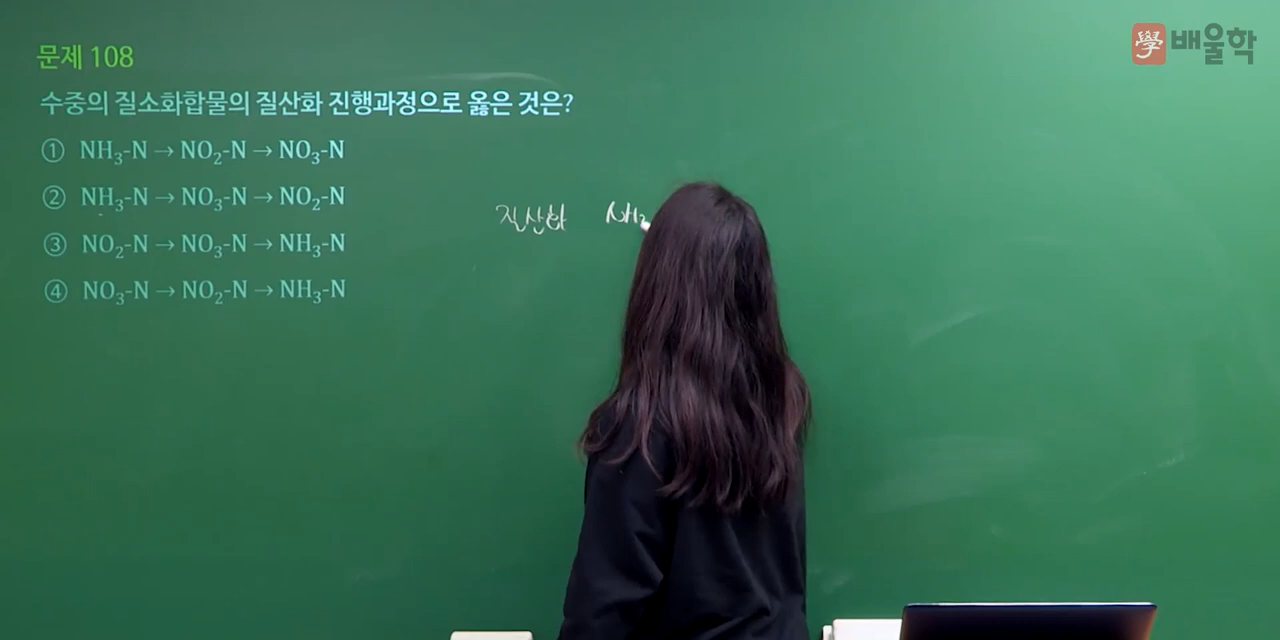 學 배울학
문제 108
수중의 질소화합물의 질산화 진행과정으로 옳은 것은?
① NH₃-N → NO₂-N → NO₃-N
② NH₃-N → NO₃-N → NO₂-N
③ NO₂-N → NO₃-N → NH₃-N
④ NO₃-N → NO₂-N → NH₃-N
질산화 NH₃